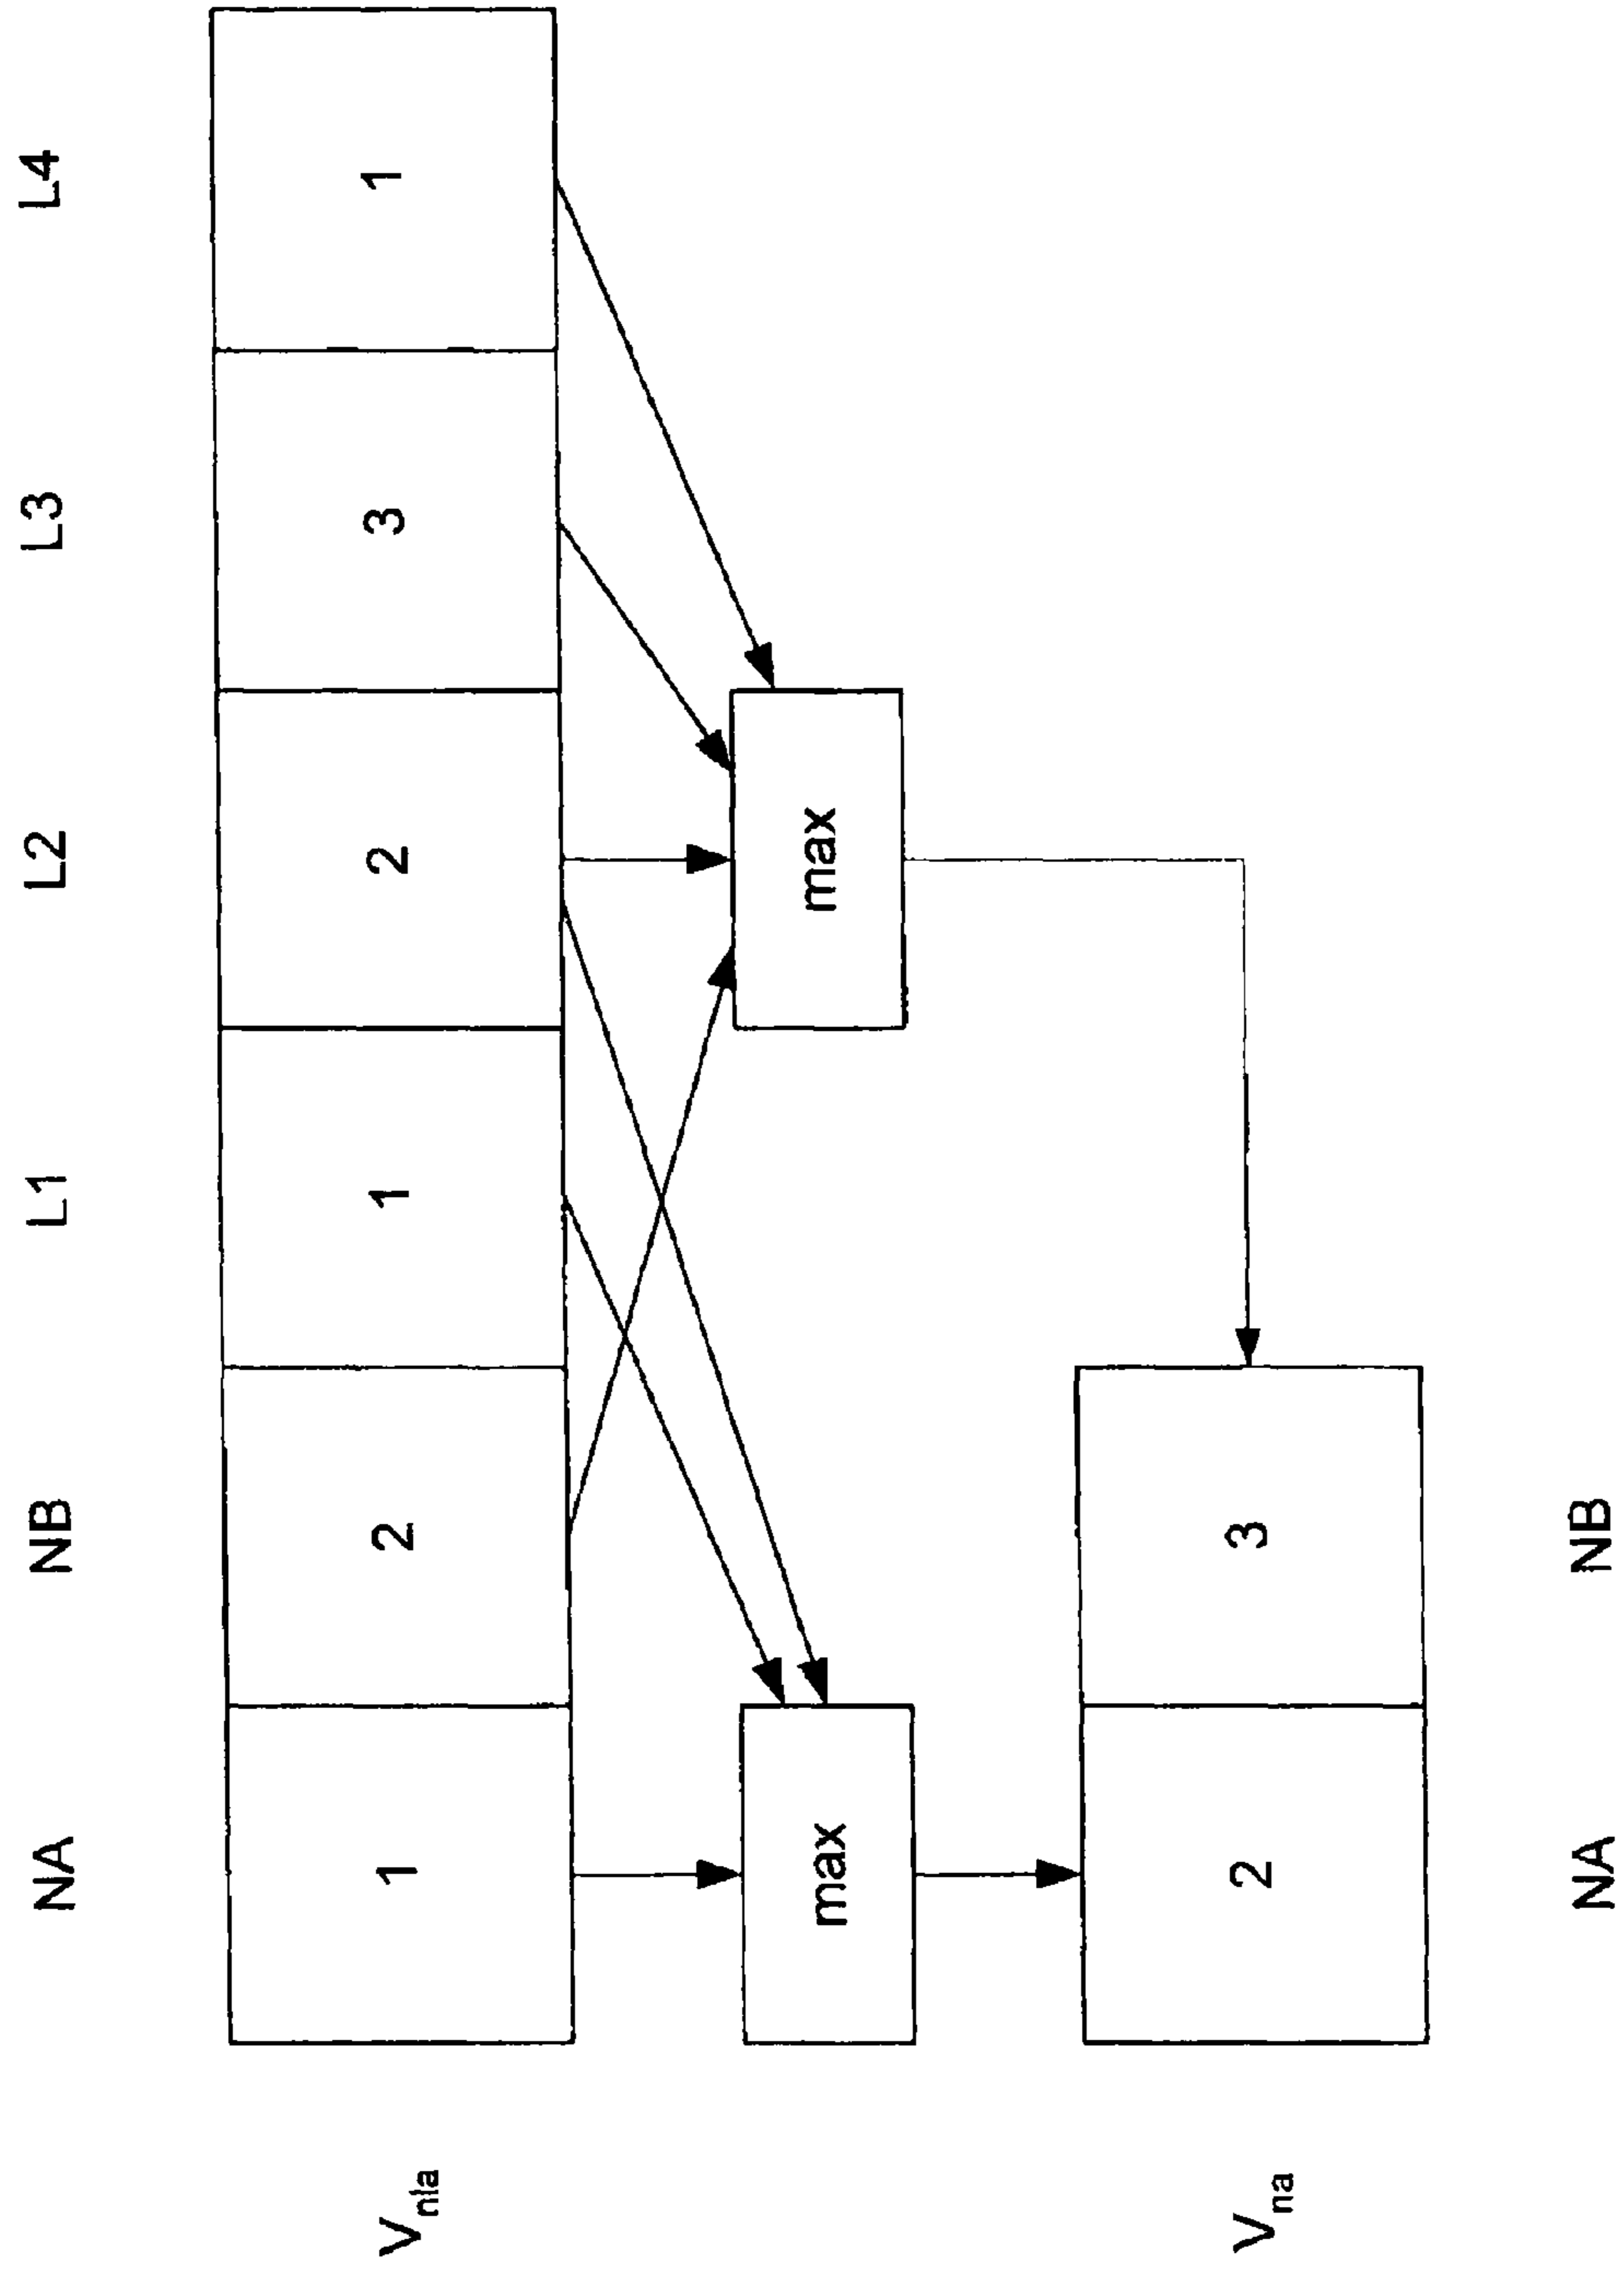 NA NB L1 L2 L3 L4
V_nla 1 2 1 2 3 1
max max
V_na 2 3
NA NB